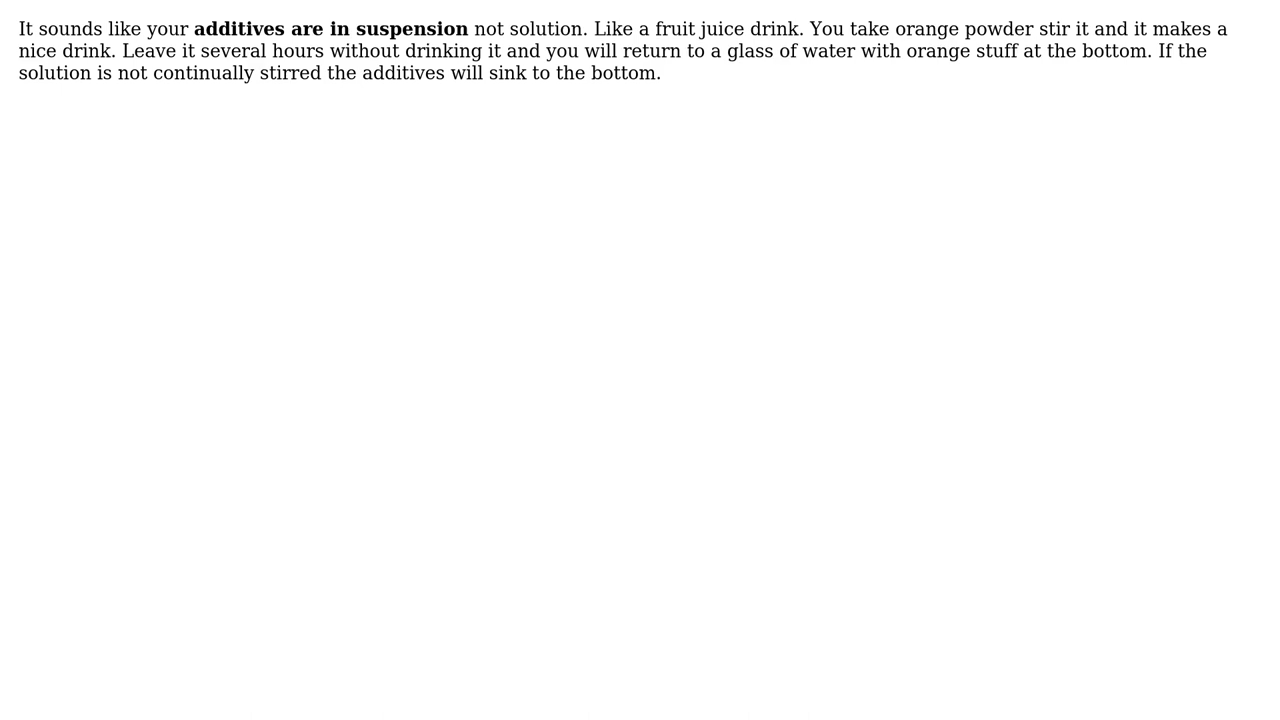 It sounds like your additives are in suspension not solution. Like a fruit juice drink. You take orange powder stir it and it makes a
nice drink. Leave it several hours without drinking it and you will return to a glass of water with orange stuff at the bottom. If the
solution is not continually stirred the additives will sink to the bottom.